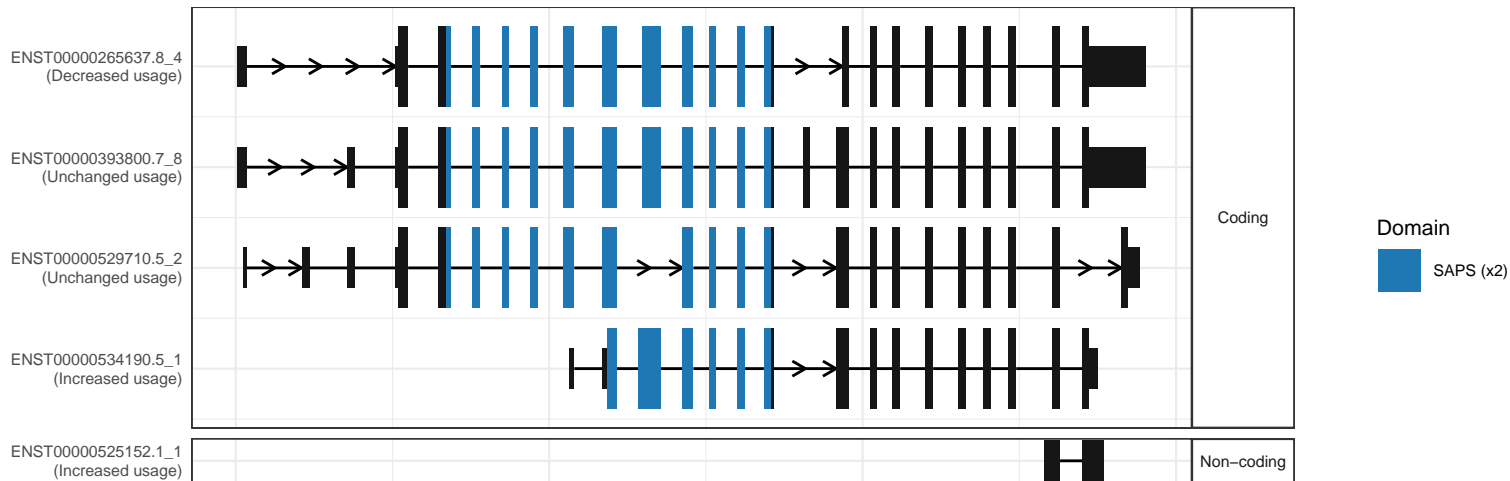 ENST00000265637.8_4
(Decreased usage)
ENST00000393800.7_8
(Unchanged usage)
ENST00000529710.5_2
(Unchanged usage)
ENST00000534190.5_1
(Increased usage)
Coding
ENST00000525152.1_1
(Increased usage)
Non−coding
Domain
SAPS (x2)